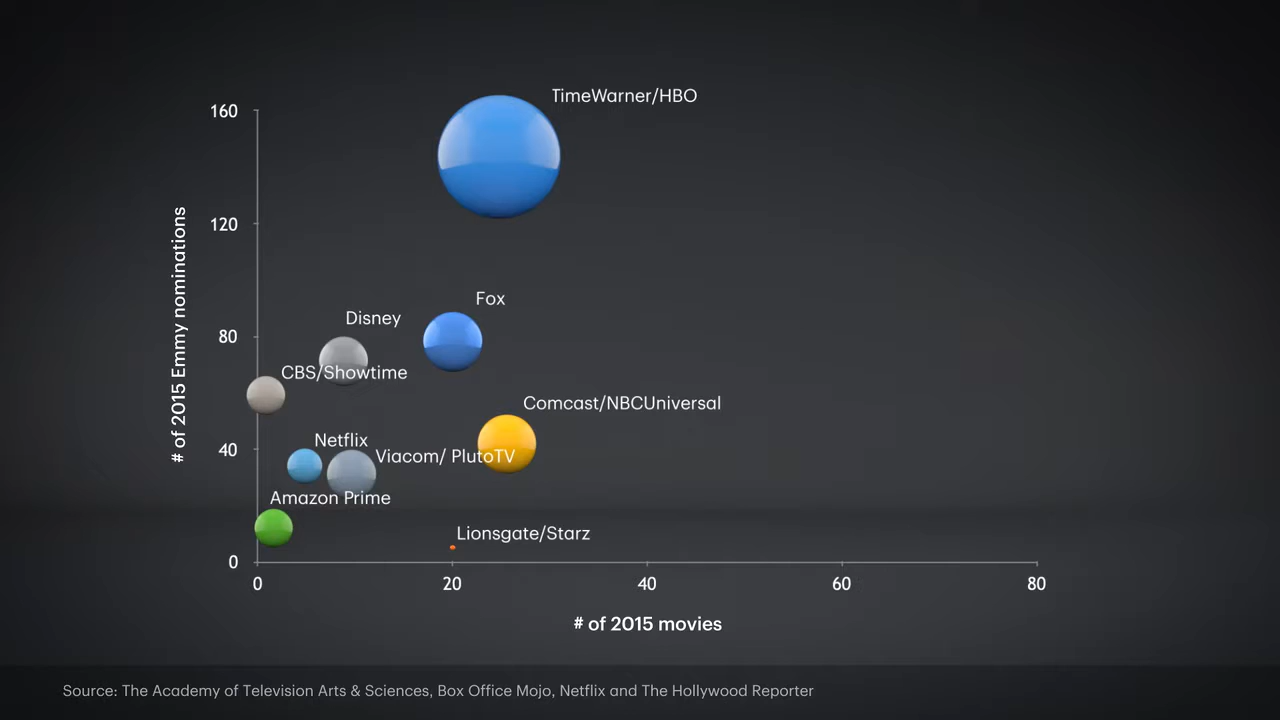 TimeWarner/HBO
160
120
# of 2015 Emmy nominations
Fox
Disney
80
CBS/Showtime
Comcast/NBCUniversal
Netflix
40
Viacom/ PlutoTV
Amazon Prime
Lionsgate/Starz
0
0 20 40 60 80
# of 2015 movies
Source: The Academy of Television Arts & Sciences, Box Office Mojo, Netflix and The Hollywood Reporter